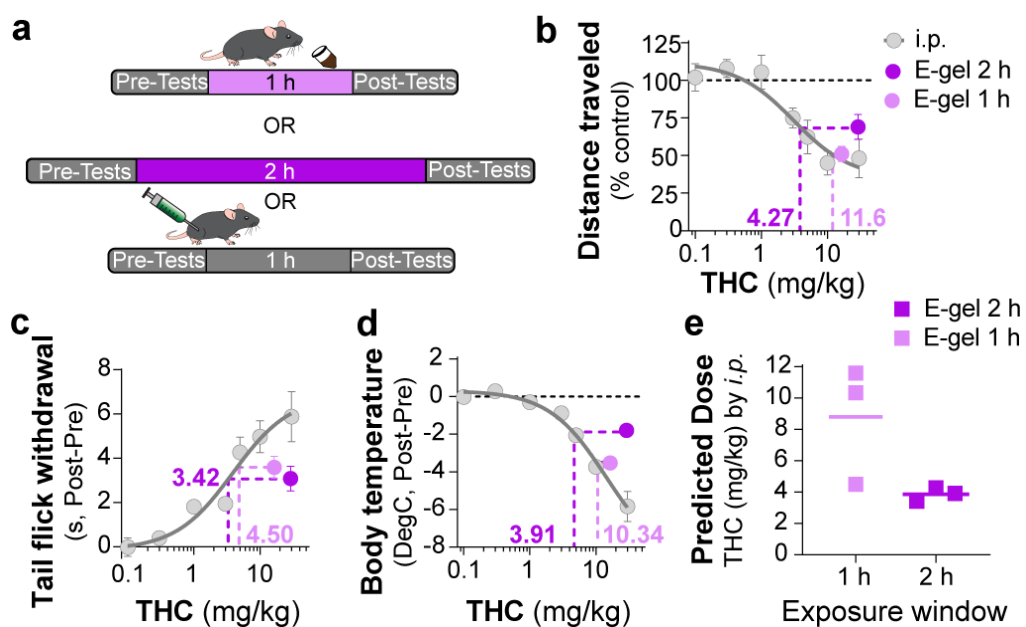 a
Pre-Tests 1 h Post-Tests
OR
Pre-Tests 2 h Post-Tests
OR
Pre-Tests 1 h Post-Tests
b
Distance traveled
(% control)
125
100
75
50
25
0
4.27
11.6
0.1 1 10
THC (mg/kg)
i.p.
E-gel 2 h
E-gel 1 h
c
Tail flick withdrawal
(s, Post-Pre)
8
6
4
2
0
3.42
4.50
0.1 1 10
THC (mg/kg)
d
Body temperature
(DegC, Post-Pre)
2
0
-2
-4
-6
-8
3.91
10.34
0.1 1 10
THC (mg/kg)
e
E-gel 2 h
E-gel 1 h
Predicted Dose
THC (mg/kg) by i.p.
12
10
8
6
4
2
0
1 h 2 h
Exposure window